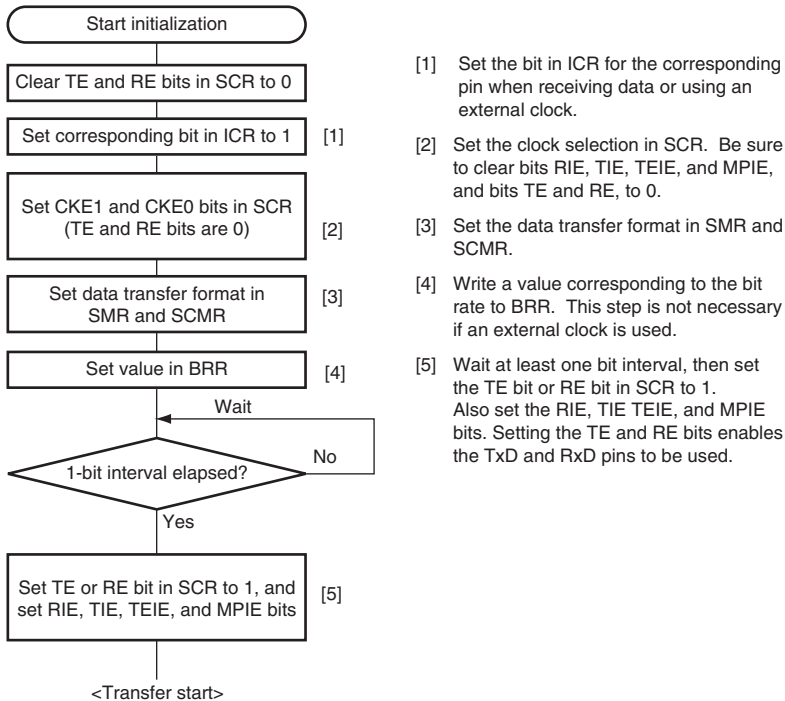 Start initialization
Clear TE and RE bits in SCR to 0
Set corresponding bit in ICR to 1
[1]
Set CKE1 and CKE0 bits in SCR
(TE and RE bits are 0)
[2]
Set data transfer format in
SMR and SCMR
[3]
Set value in BRR
[4]
Wait
1-bit interval elapsed?
No
Yes
Set TE or RE bit in SCR to 1, and
set RIE, TIE, TEIE, and MPIE bits
[5]
<Transfer start>
[1] Set the bit in ICR for the corresponding
pin when receiving data or using an
external clock.
[2] Set the clock selection in SCR. Be sure
to clear bits RIE, TIE, TEIE, and MPIE,
and bits TE and RE, to 0.
[3] Set the data transfer format in SMR and
SCMR.
[4] Write a value corresponding to the bit
rate to BRR. This step is not necessary
if an external clock is used.
[5] Wait at least one bit interval, then set
the TE bit or RE bit in SCR to 1.
Also set the RIE, TIE TEIE, and MPIE
bits. Setting the TE and RE bits enables
the TxD and RxD pins to be used.